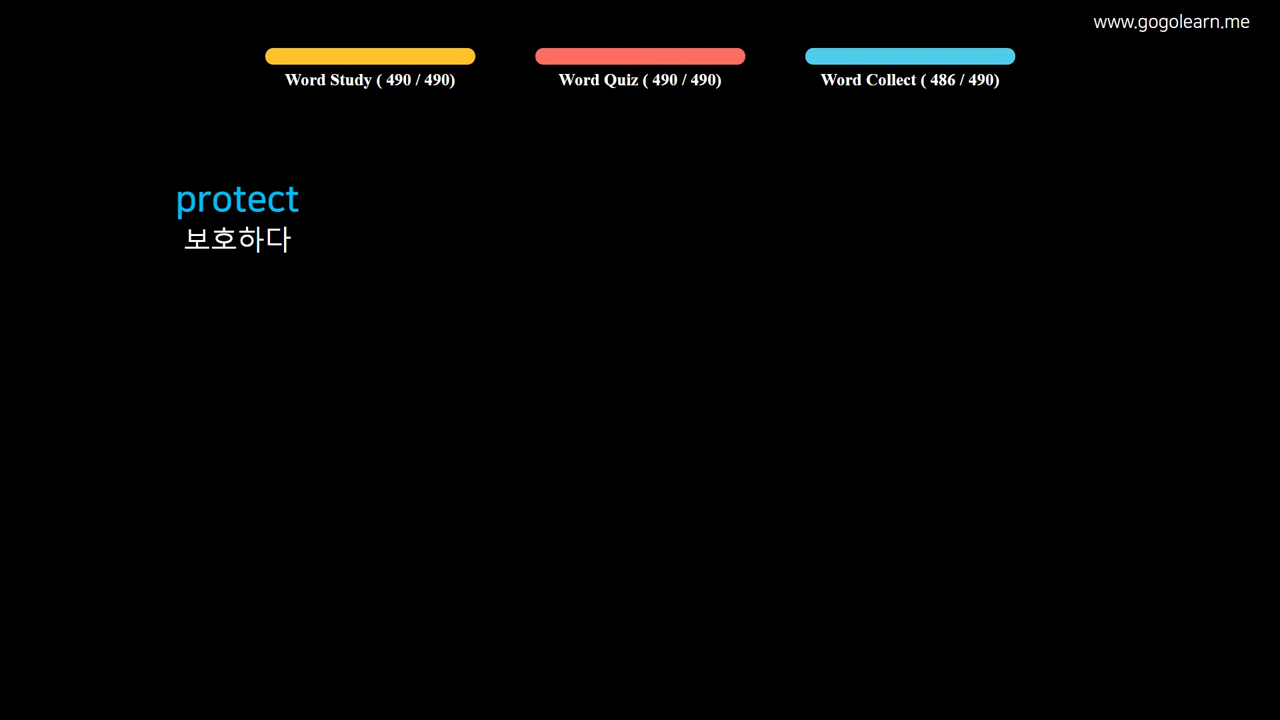 www.gogolearn.me
Word Study ( 490 / 490)
Word Quiz ( 490 / 490)
Word Collect ( 486 / 490)
protect
보호하다